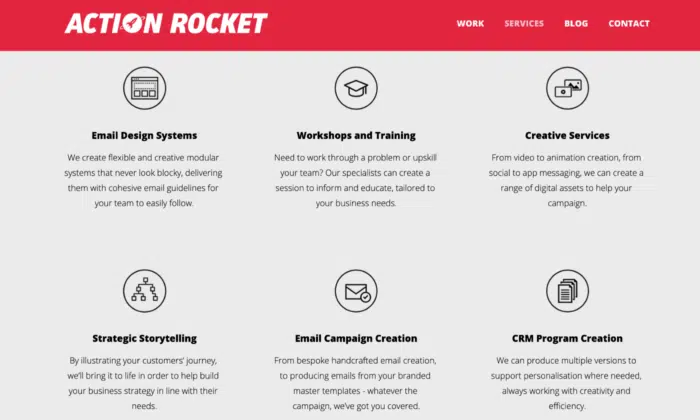 ACTION ROCKET
WORK SERVICES BLOG CONTACT
Email Design Systems
We create flexible and creative modular
systems that never look blocky, delivering
them with cohesive email guidelines for
your team to easily follow.
Workshops and Training
Need to work through a problem or upskill
your team? Our specialists can create a
session to inform and educate, tailored to
your business needs.
Creative Services
From video to animation creation, from
social to app messaging, we can create a
range of digital assets to help your
campaign.
Strategic Storytelling
By illustrating your customers' journey,
we'll bring it to life in order to help build
your business strategy in line with their
needs.
Email Campaign Creation
From bespoke handcrafted email creation,
to producing emails from your branded
master templates - whatever the
campaign, we've got you covered.
CRM Program Creation
We can produce multiple versions to
support personalisation where needed,
always working with creativity and
efficiency.